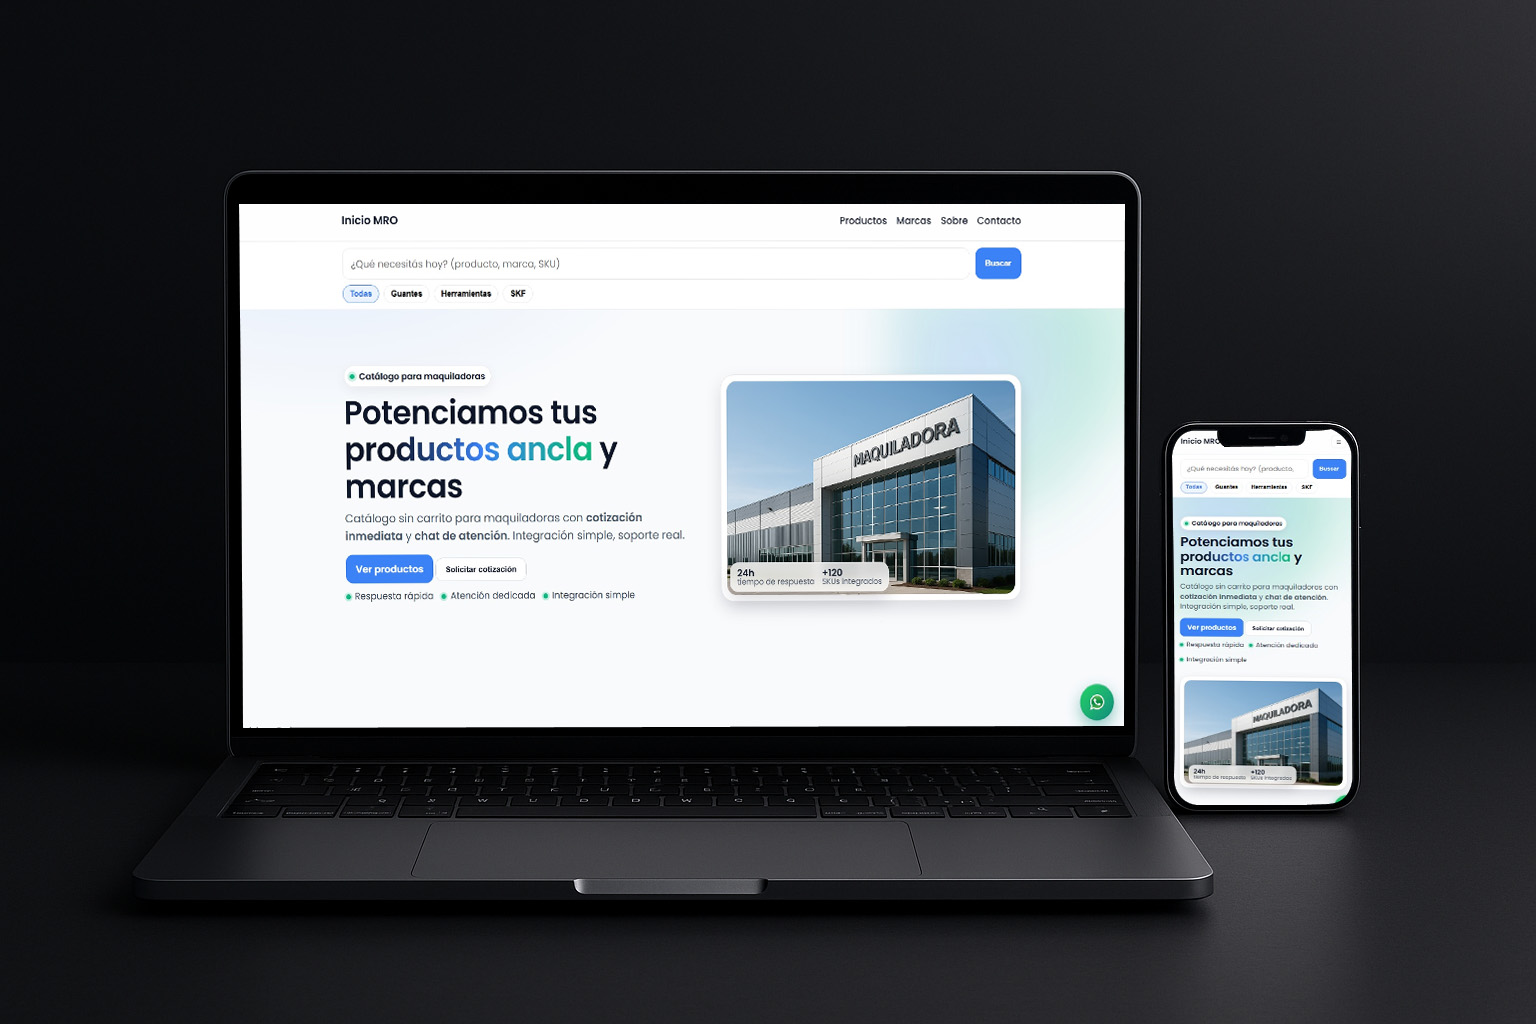 Inicio MRO
Productos Marcas Sobre Contacto
¿Qué necesitás hoy? (producto, marca, SKU)
Buscar
Todas Guantes Herramientas SKF
Catálogo para maquiladoras
Potenciamos tus
productos ancla y
marcas
Catálogo sin carrito para maquiladoras con cotización
inmediata y chat de atención. Integración simple, soporte real.
Ver productos Solicitar cotización
Respuesta rápida Atención dedicada Integración simple
MAQUILADORA
24h +120
tiempo de respuesta SKUs integrados
Inicio MRO
¿Qué necesitás hoy? (producto,
Buscar
Todas Guantes Herramientas SKF
Catálogo para maquiladoras
Potenciamos tus
productos ancla y
marcas
Catálogo sin carrito para maquiladoras con
cotización inmediata y chat de atención.
Integración simple, soporte real.
Ver productos Solicitar cotización
Respuesta rápida Atención dedicada
Integración simple
MAQUILADORA
24h +120
tiempo de respuesta SKUs integrados